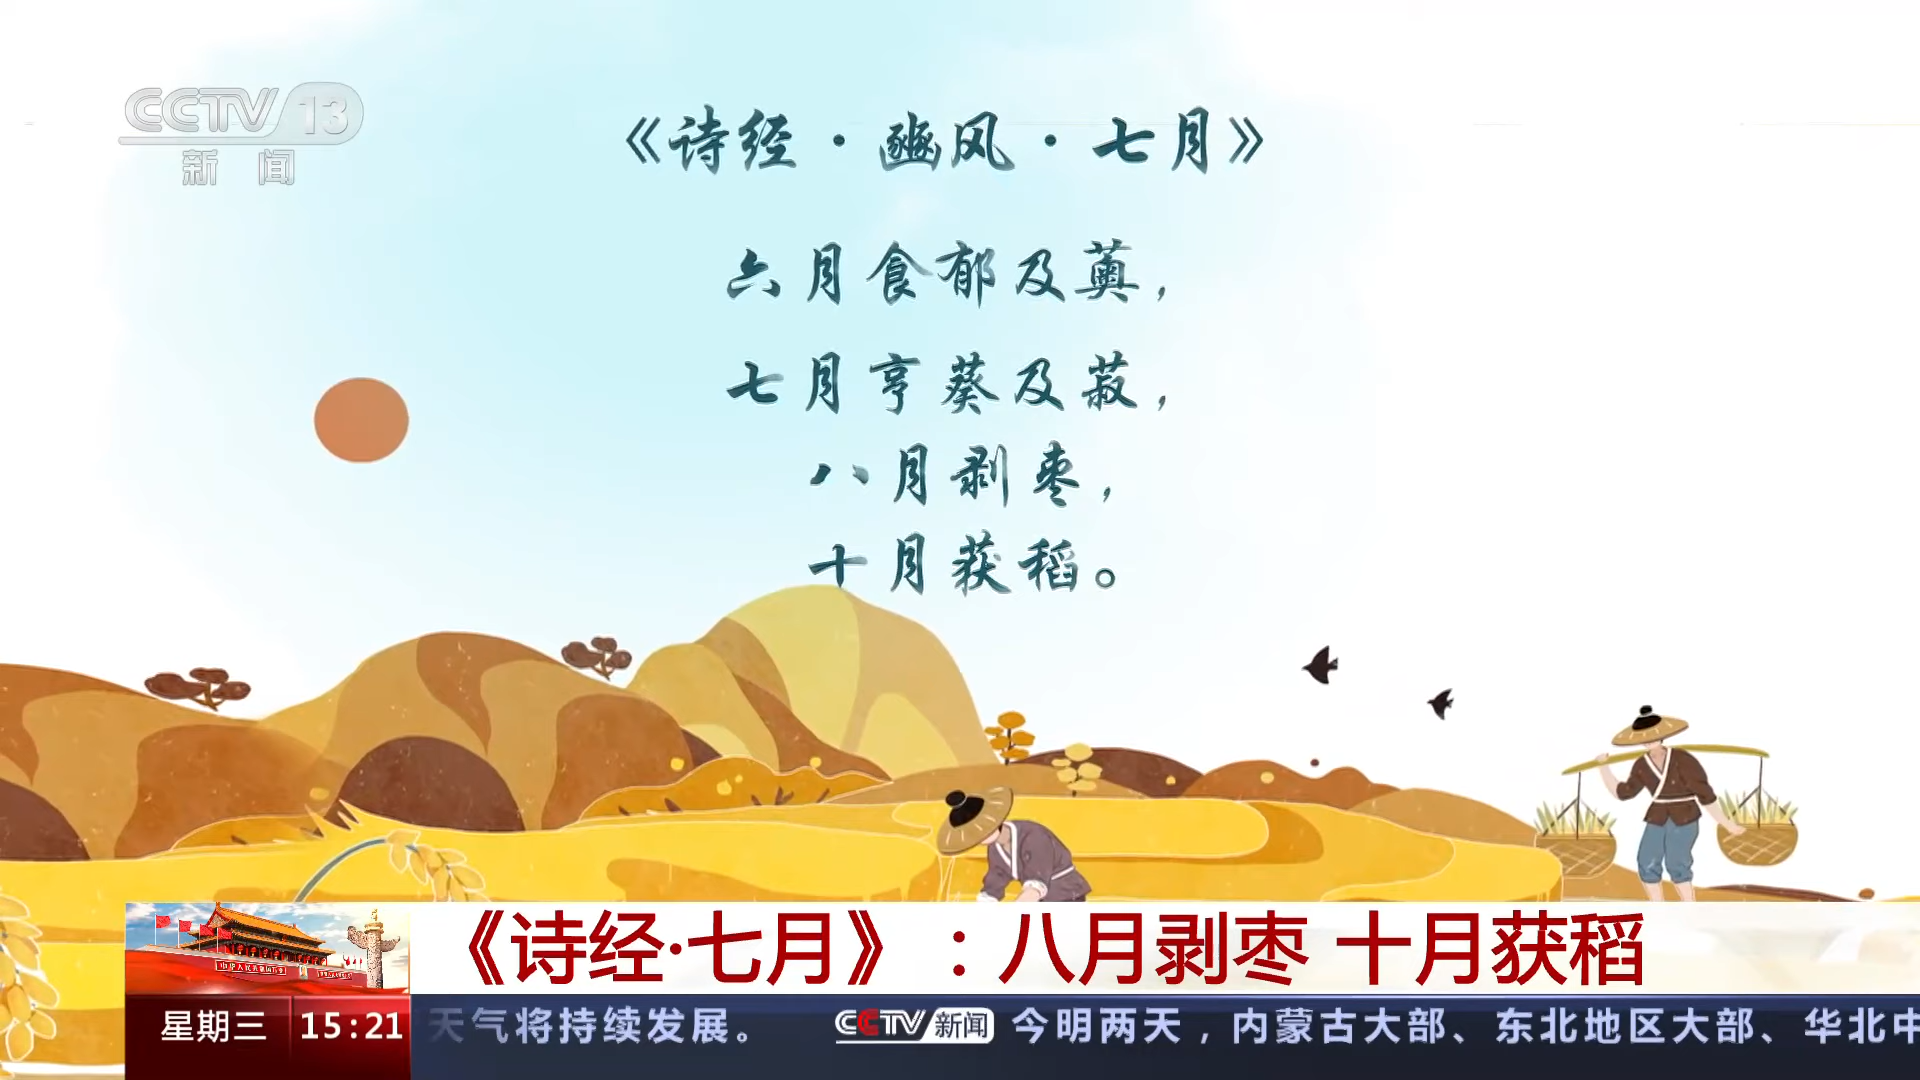 CCTV 13
新闻
《诗经·豳风·七月》
六月食郁及薁,
七月亨葵及菽,
八月剥枣,
十月获稻。
《诗经·七月》:八月剥枣 十月获稻
星期三 15:21 天气将持续发展。 CCTV新闻 今明两天,内蒙古大部、东北地区大部、华北中